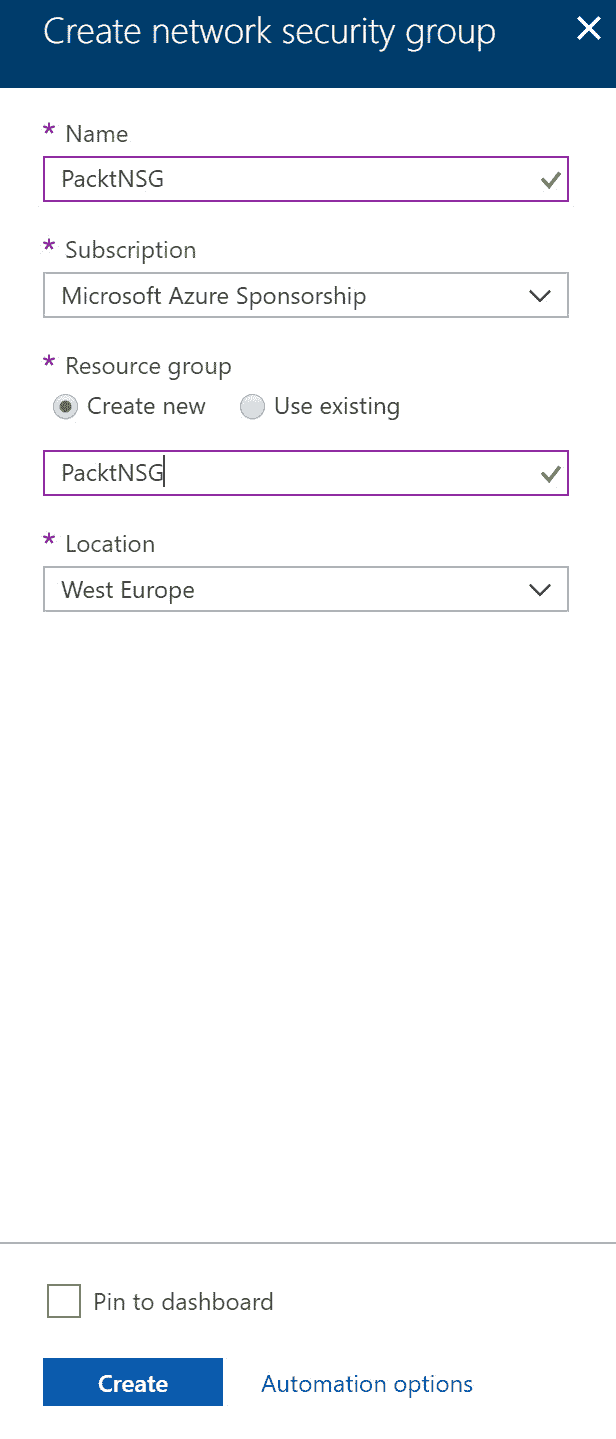 Create network security group
* Name
PacktNSG
* Subscription
Microsoft Azure Sponsorship
* Resource group
Create new Use existing
PacktNSG
* Location
West Europe
Pin to dashboard
Create Automation options